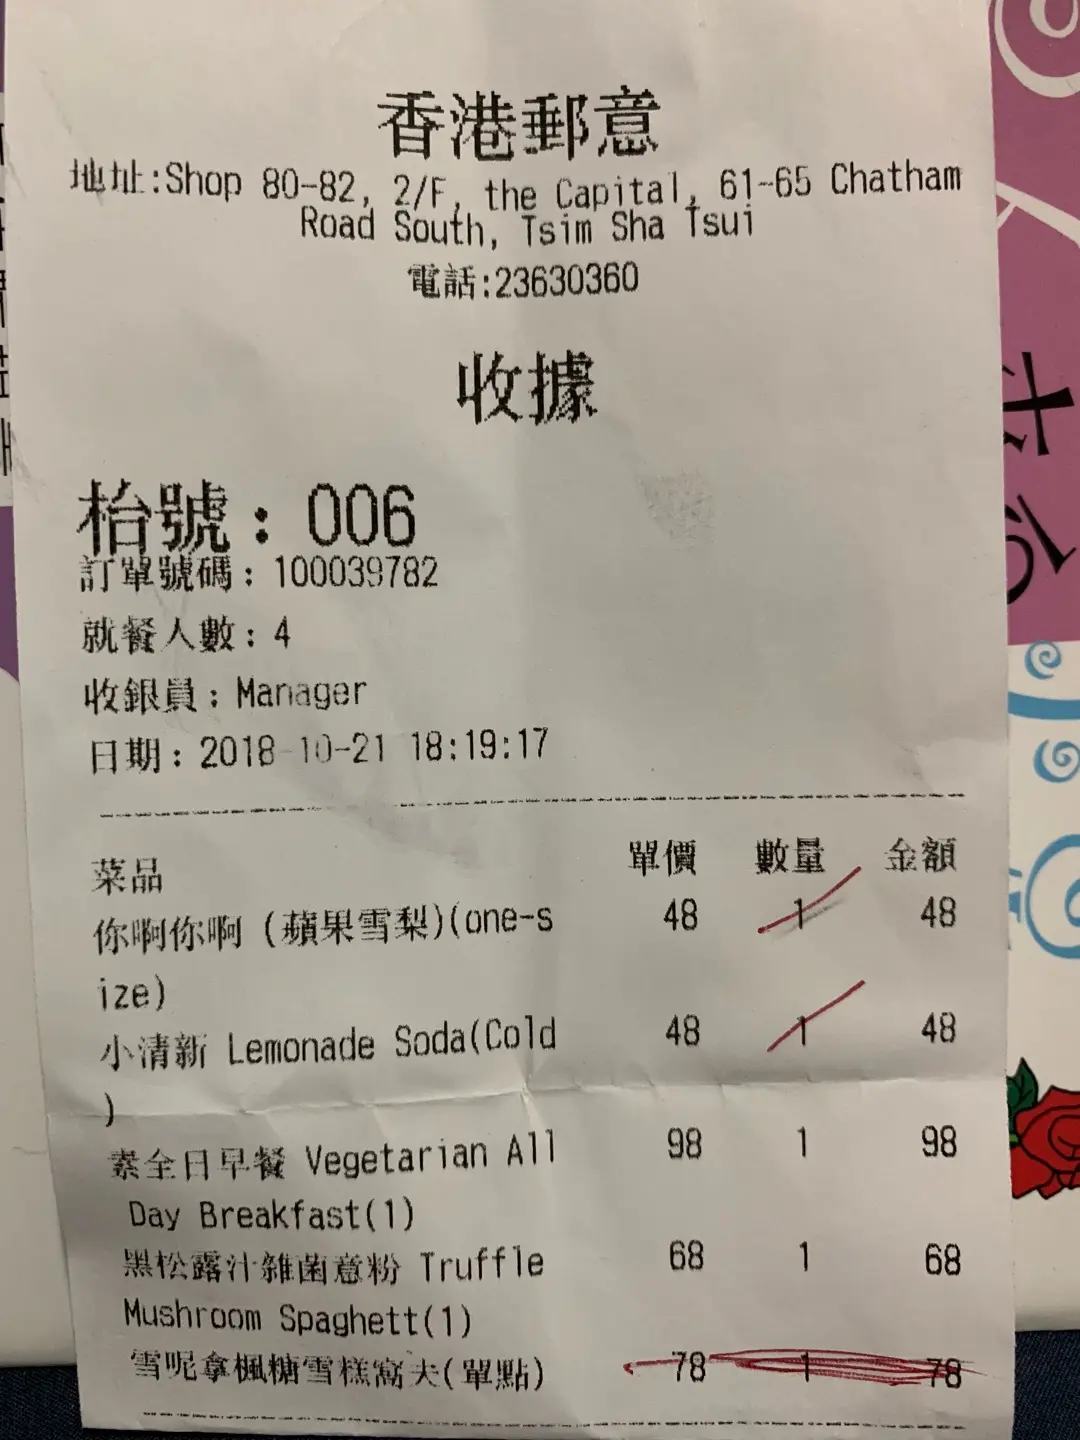 香港郵意
地址:Shop 80-82, 2/F, the Capital, 61-65 Chatham
Road South, Tsim Sha Tsui
電話:23630360
收據
枱號: 006
訂單號碼: 100039782
就餐人數: 4
收銀員: Manager
日期: 2018-10-21 18:19:17
菜品 單價 數量 金額
你啊你啊 (蘋果雪梨)(one-s 48 1 48
ize)
小清新 Lemonade Soda(Cold 48 1 48
)
素全日早餐 Vegetarian All 98 1 98
Day Breakfast(1)
黑松露汁雜菌意粉 Truffle 68 1 68
Mushroom Spaghett(1)
雪呢拿楓糖雪糕窩夫(單點) 78 1 78